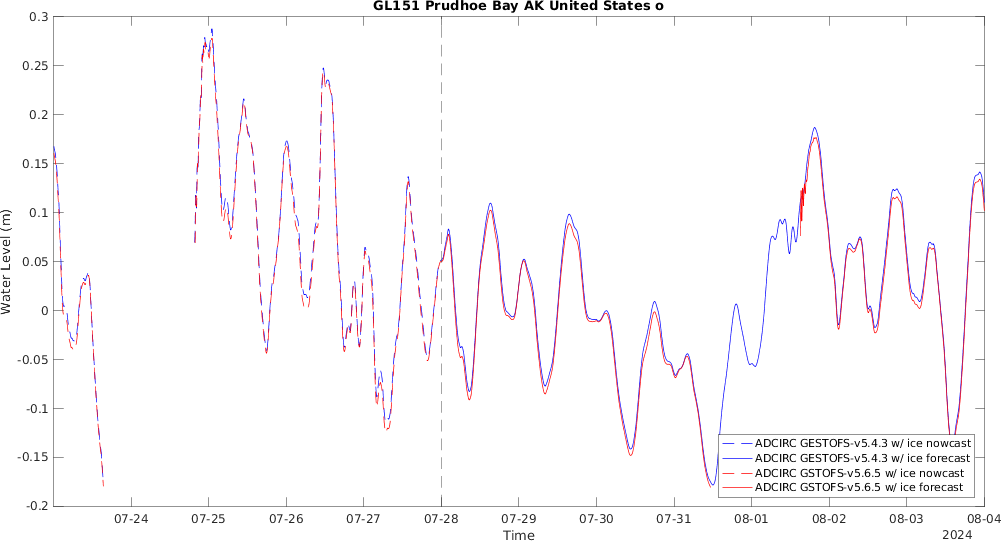 GL151 Prudhoe Bay AK United States o
0.3
0.25
0.2
0.15
0.1
0.05
0
-0.05
-0.1
-0.15
-0.2
Water Level (m)
ADCIRC GESTOFS-v5.4.3 w/ ice nowcast
ADCIRC GESTOFS-v5.4.3 w/ ice forecast
ADCIRC GSTOFS-v5.6.5 w/ ice nowcast
ADCIRC GSTOFS-v5.6.5 w/ ice forecast
07-24 07-25 07-26 07-27 07-28 07-29 07-30 07-31 08-01 08-02 08-03 08-04
Time
2024